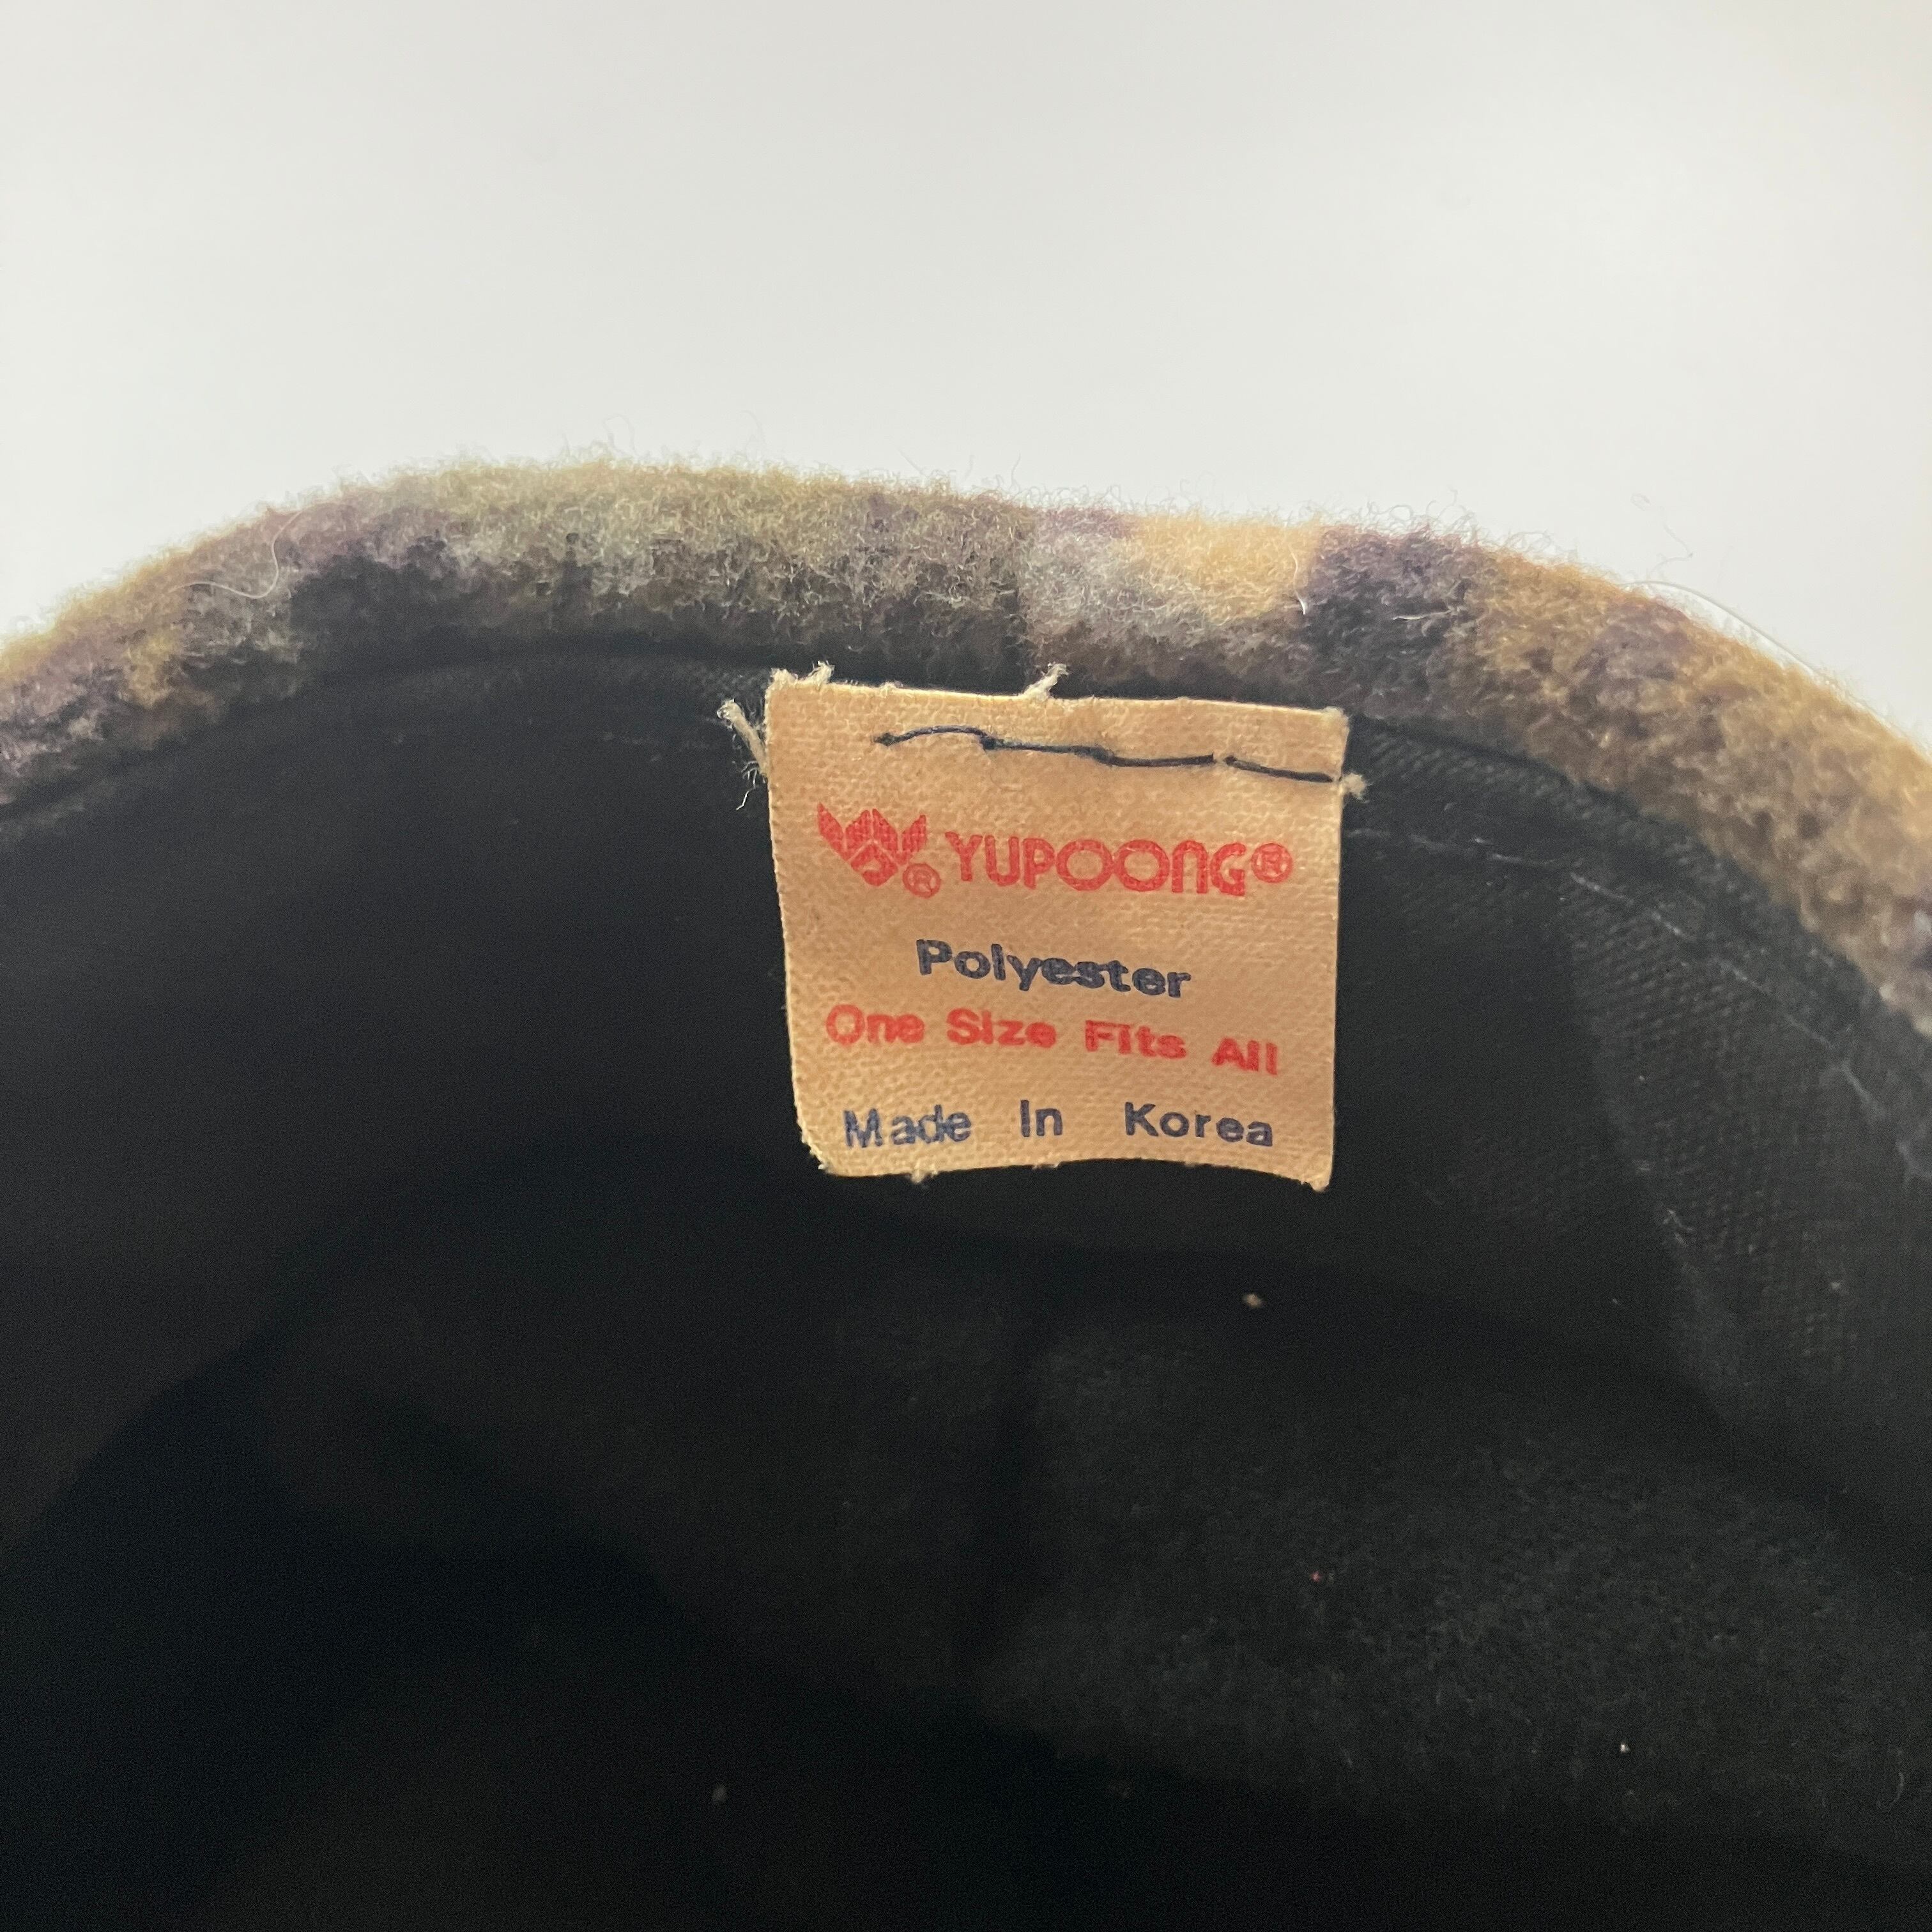 ® YUPOONG®
Polyester
One Size Fits All
Made In Korea